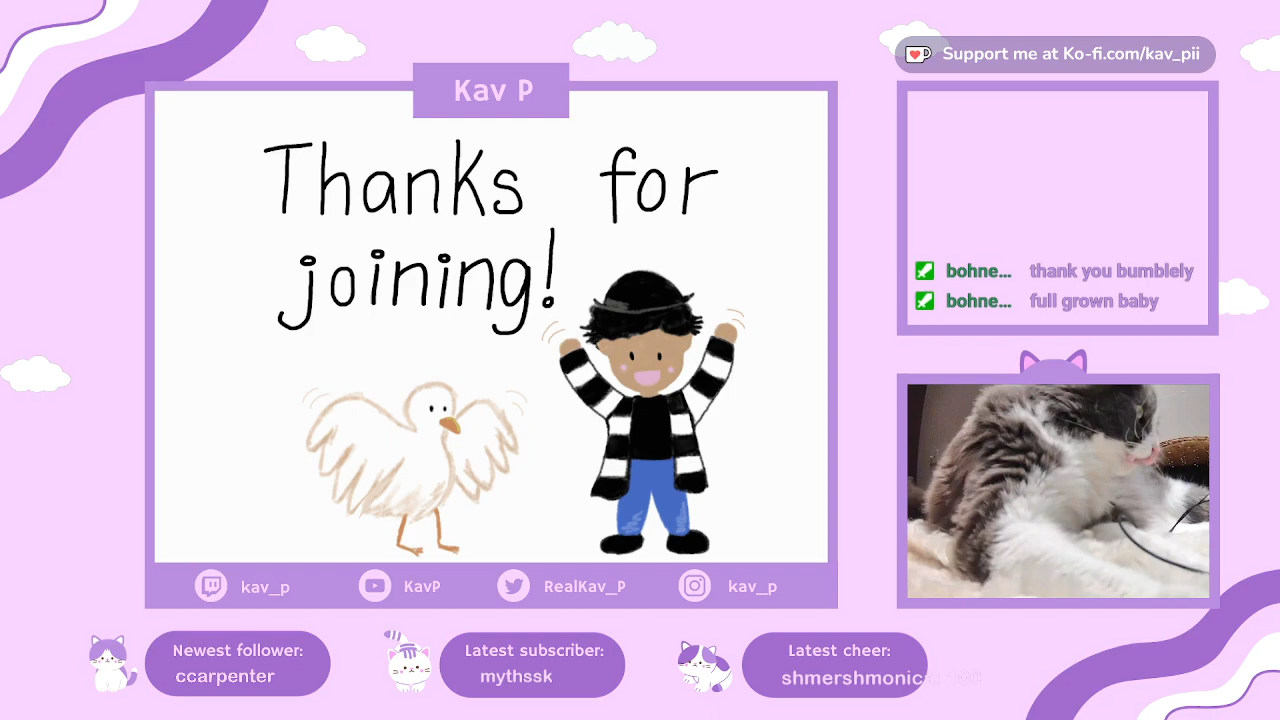 Support me at Ko-fi.com/kav_pii
Kav P
Thanks for
joining!
bohne... thank you bumblely
bohne... full grown baby
kav_p KavP RealKav_P kav_p
Newest follower:
ccarpenter
Latest subscriber:
mythssk
Latest cheer: